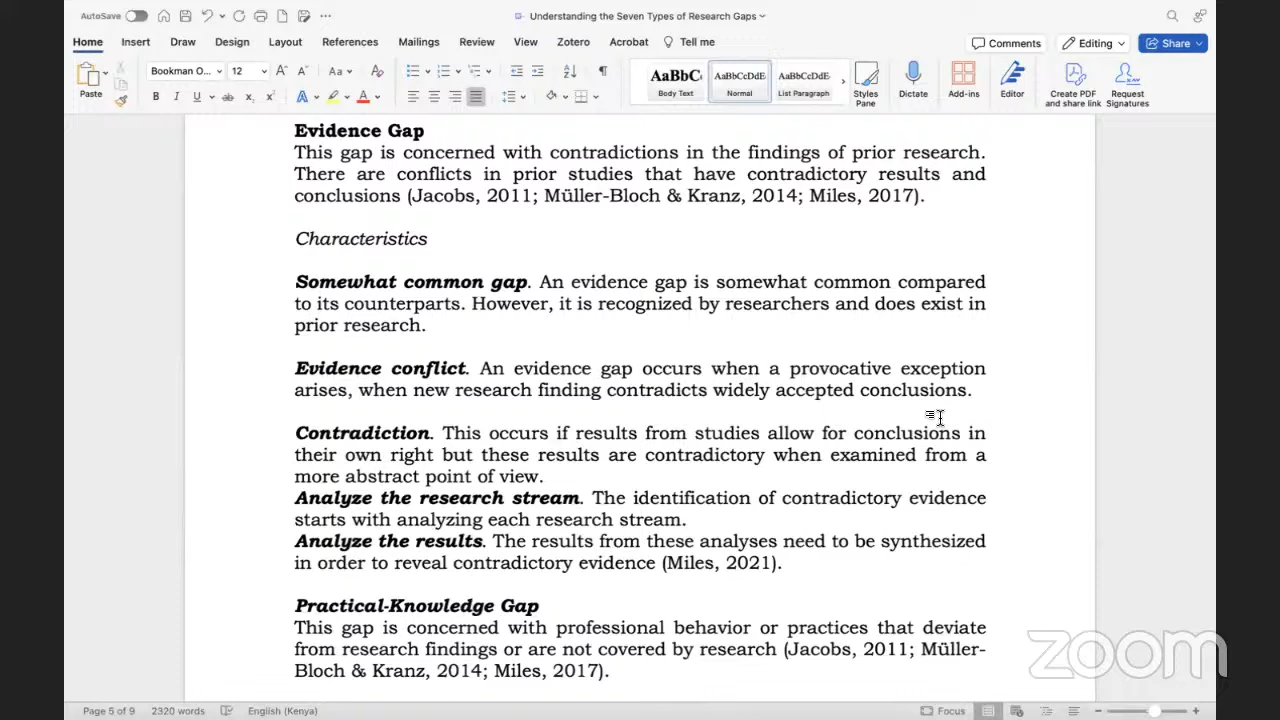 AutoSave
Understanding the Seven Types of Research Gaps
Home Insert Draw Design Layout References Mailings Review View Zotero Acrobat Tell me
Comments Editing Share
Paste
Bookman O... 12
AaBbC AaBbCcDdE AaBbCcDdE
Body Text Normal List Paragraph
Styles Pane
Dictate
Add-ins
Editor
Create PDF and share link
Request Signatures
Evidence Gap
This gap is concerned with contradictions in the findings of prior research.
There are conflicts in prior studies that have contradictory results and
conclusions (Jacobs, 2011; Müller-Bloch & Kranz, 2014; Miles, 2017).
Characteristics
Somewhat common gap. An evidence gap is somewhat common compared
to its counterparts. However, it is recognized by researchers and does exist in
prior research.
Evidence conflict. An evidence gap occurs when a provocative exception
arises, when new research finding contradicts widely accepted conclusions.
Contradiction. This occurs if results from studies allow for conclusions in
their own right but these results are contradictory when examined from a
more abstract point of view.
Analyze the research stream. The identification of contradictory evidence
starts with analyzing each research stream.
Analyze the results. The results from these analyses need to be synthesized
in order to reveal contradictory evidence (Miles, 2021).
Practical-Knowledge Gap
This gap is concerned with professional behavior or practices that deviate
from research findings or are not covered by research (Jacobs, 2011; Müller-
Bloch & Kranz, 2014; Miles, 2017).
zoom
Page 5 of 9 2320 words English (Kenya) Focus